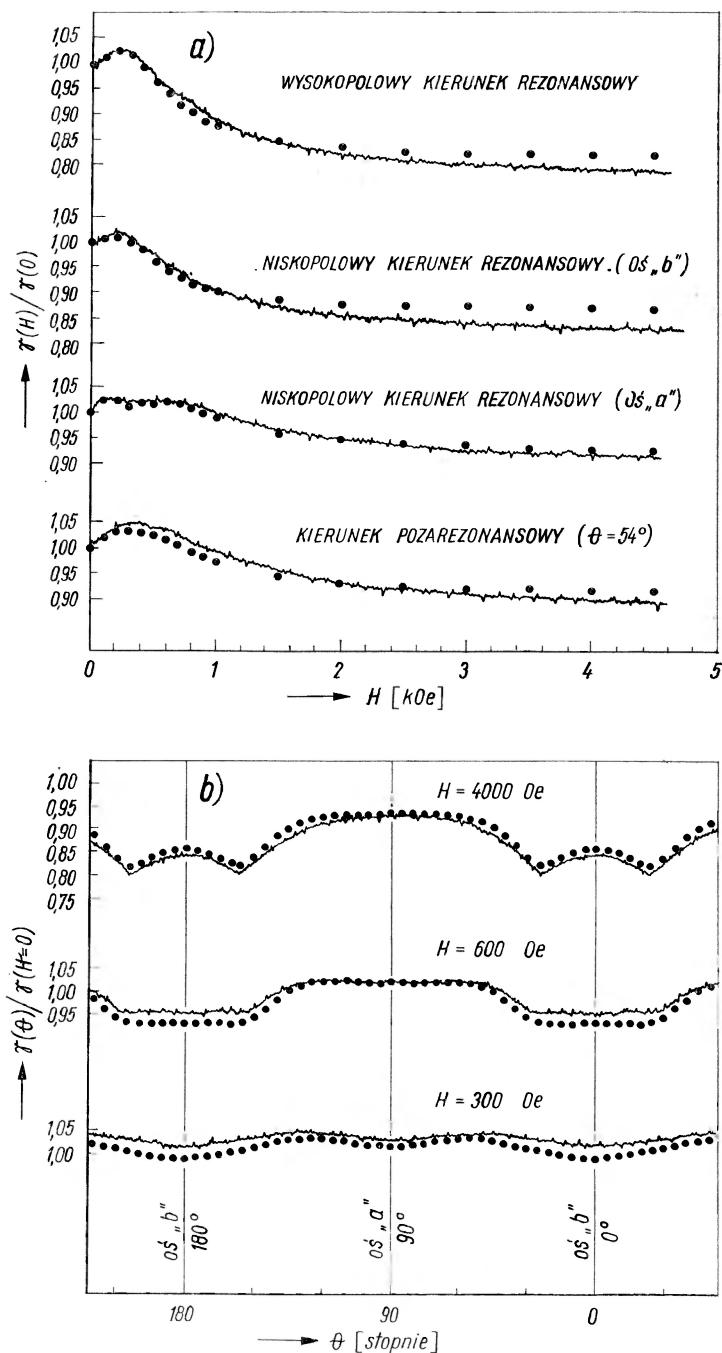 a)
1,05
1,00
0,95
0,90
0,85
0,80
WYSOKOPOLOWY KIERUNEK REZONANSOWY
1,05
1,00
0,95
0,90
0,85
0,80
NISKOPOLOWY KIERUNEK REZONANSOWY. (OŚ „b")
1,05
1,00
0,95
0,90
NISKOPOLOWY KIERUNEK REZONANSOWY (OŚ „a")
1,05
1,00
0,95
0,90
KIERUNEK POZAREZONANSOWY (θ = 54°)
γ(H)/γ(0)
0 1 2 3 4 5
H [kOe]
b)
1,00
0,95
0,90
0,85
0,80
0,75
H = 4000 Oe
1,05
1,00
0,95
H = 600 Oe
1,05
1,00
H = 300 Oe
γ(θ)/γ(H=0)
oś „b" 180°
oś „a" 90°
oś „b" 0°
180 90 0
θ [stopnie]